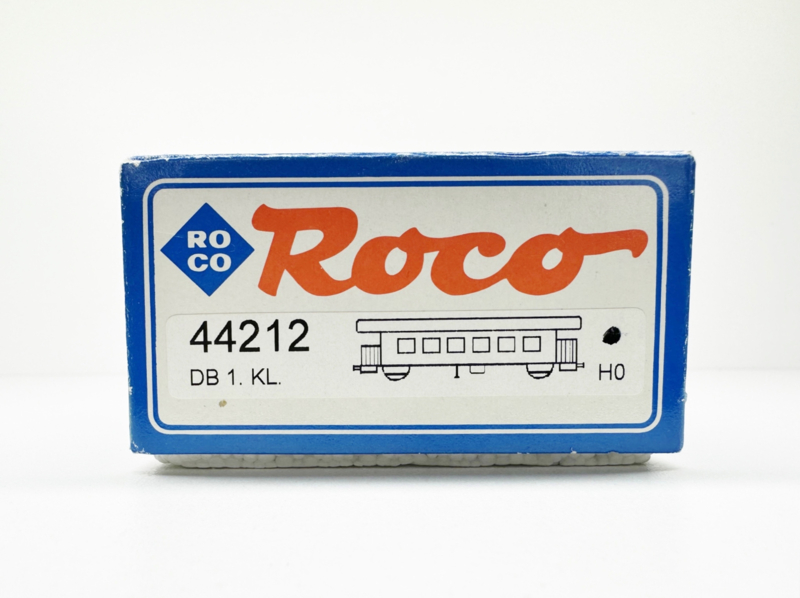 RO
CO
Roco
44212
DB 1. KL.
H0